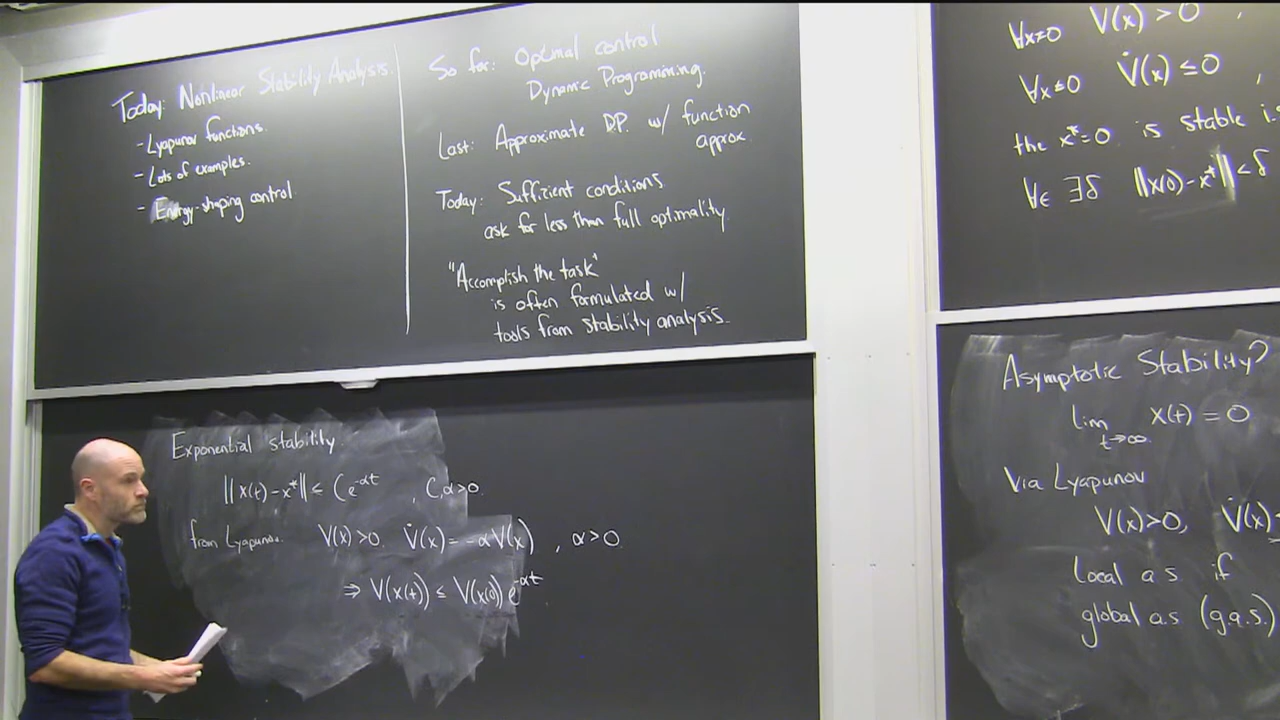 Today: Nonlinear Stability Analysis.
- Lyapunov functions.
- Lots of examples.
- Energy-shaping control
So far: Optimal control
Dynamic Programming.
Last: Approximate DP. w/ function
approx.
Today: Sufficient conditions
ask for less than full optimality.
"Accomplish the task"
is often formulated w/
tools from stability analysis.
Exponential stability.
||x(t)-x*|| ≤ Ce^{-αt} , C,α>0.
from Lyapunov. V(x)>0, V̇(x) = -αV(x) , α>0
⇒ V(x(t)) ≤ V(x(0)) e^{-αt}
∀x≠0 V(x) > 0 ,
∀x≠0 V̇(x) ≤ 0 ,
the x*=0 is stable i.s
∀ε ∃δ ||x(0)-x*|| < δ
Asymptotic Stability?
lim t→∞ x(t) = 0
Via Lyapunov
V(x)>0, V̇(x)
Local a s if
global a s (g.a.s.)